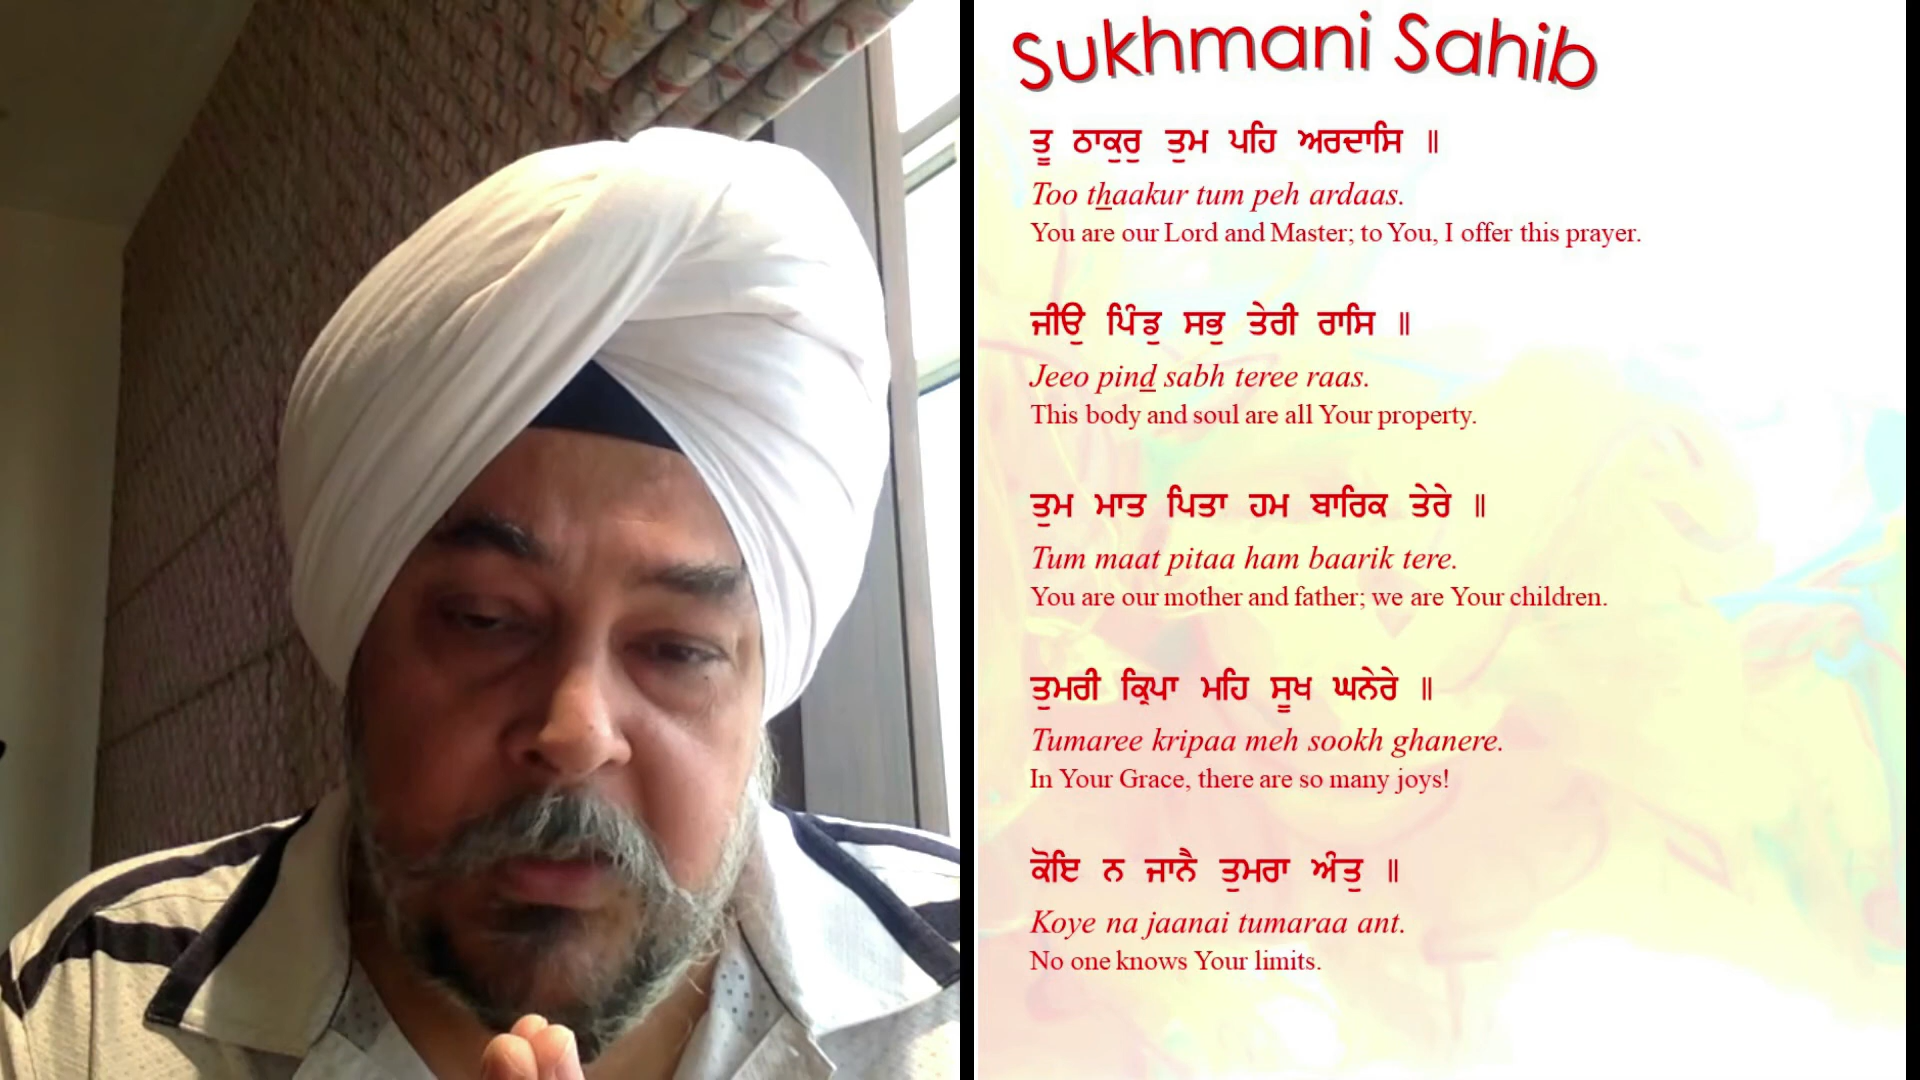 Sukhmani Sahib
ਤੂ ਠਾਕੁਰੁ ਤੁਮ ਪਹਿ ਅਰਦਾਸਿ ॥
Too thaakur tum peh ardaas.
You are our Lord and Master; to You, I offer this prayer.
ਜੀਉ ਪਿੰਡੁ ਸਭੁ ਤੇਰੀ ਰਾਸਿ ॥
Jeeo pind sabh teree raas.
This body and soul are all Your property.
ਤੁਮ ਮਾਤ ਪਿਤਾ ਹਮ ਬਾਰਿਕ ਤੇਰੇ ॥
Tum maat pitaa ham baarik tere.
You are our mother and father; we are Your children.
ਤੁਮਰੀ ਕ੍ਰਿਪਾ ਮਹਿ ਸੂਖ ਘਨੇਰੇ ॥
Tumaree kripaa meh sookh ghanere.
In Your Grace, there are so many joys!
ਕੋਇ ਨ ਜਾਨੈ ਤੁਮਰਾ ਅੰਤੁ ॥
Koye na jaanai tumaraa ant.
No one knows Your limits.